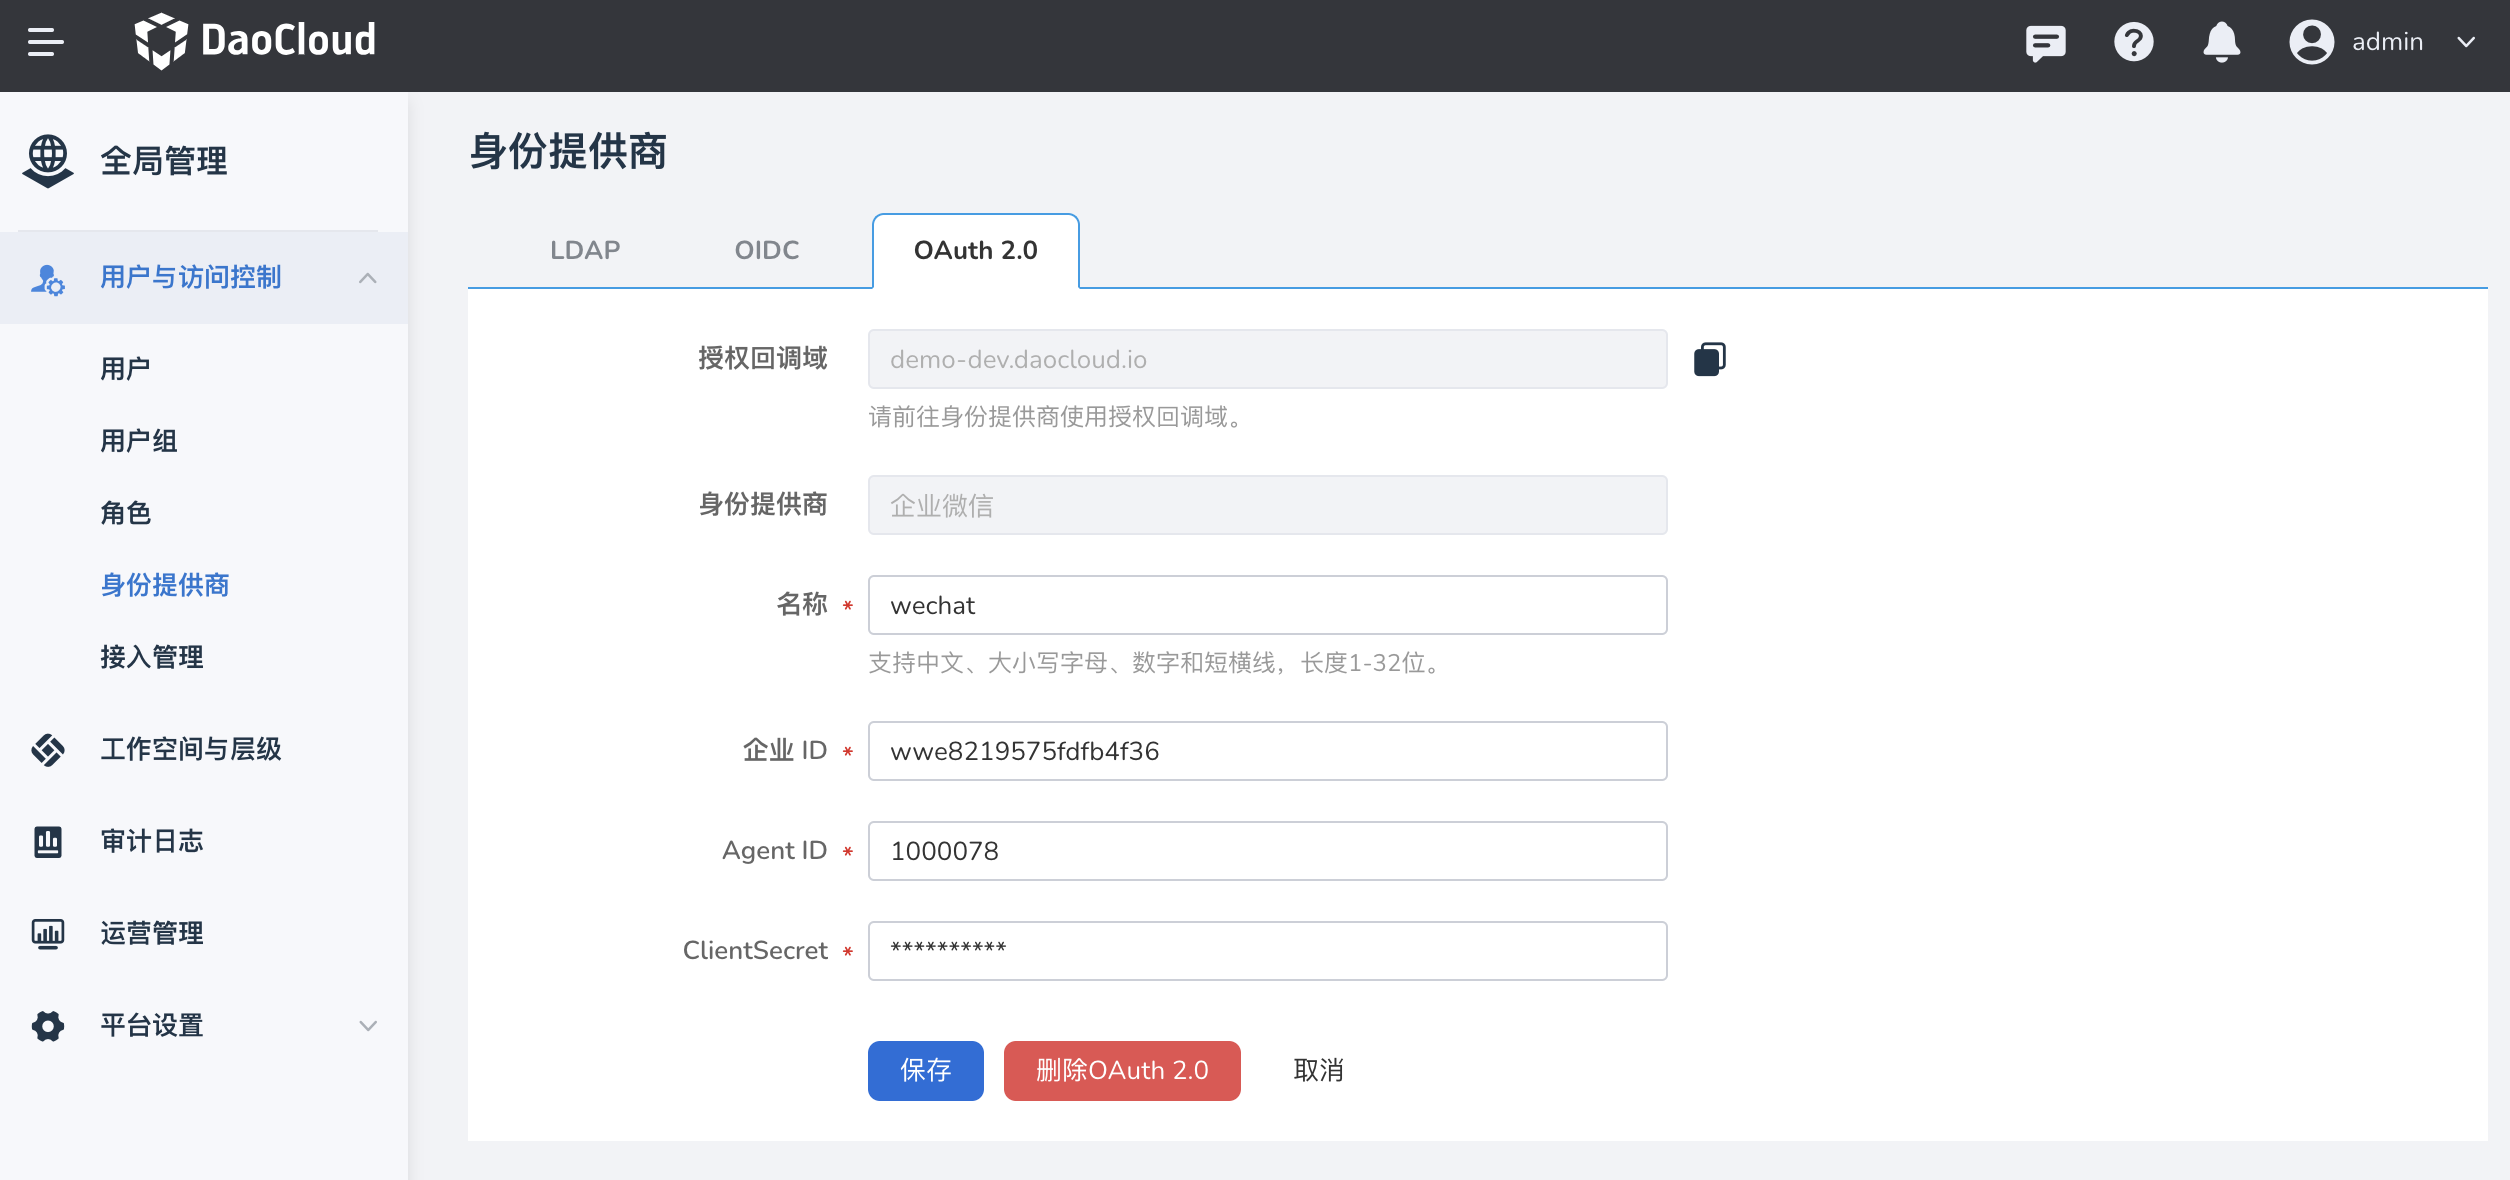 DaoCloud
admin
全局管理
用户与访问控制
用户
用户组
角色
身份提供商
接入管理
工作空间与层级
审计日志
运营管理
平台设置
身份提供商
LDAP OIDC OAuth 2.0
授权回调域 demo-dev.daocloud.io
请前往身份提供商使用授权回调域。
身份提供商 企业微信
名称 * wechat
支持中文、大小写字母、数字和短横线，长度1-32位。
企业 ID * wwe8219575fdfb4f36
Agent ID * 1000078
ClientSecret * **********
保存 删除OAuth 2.0 取消